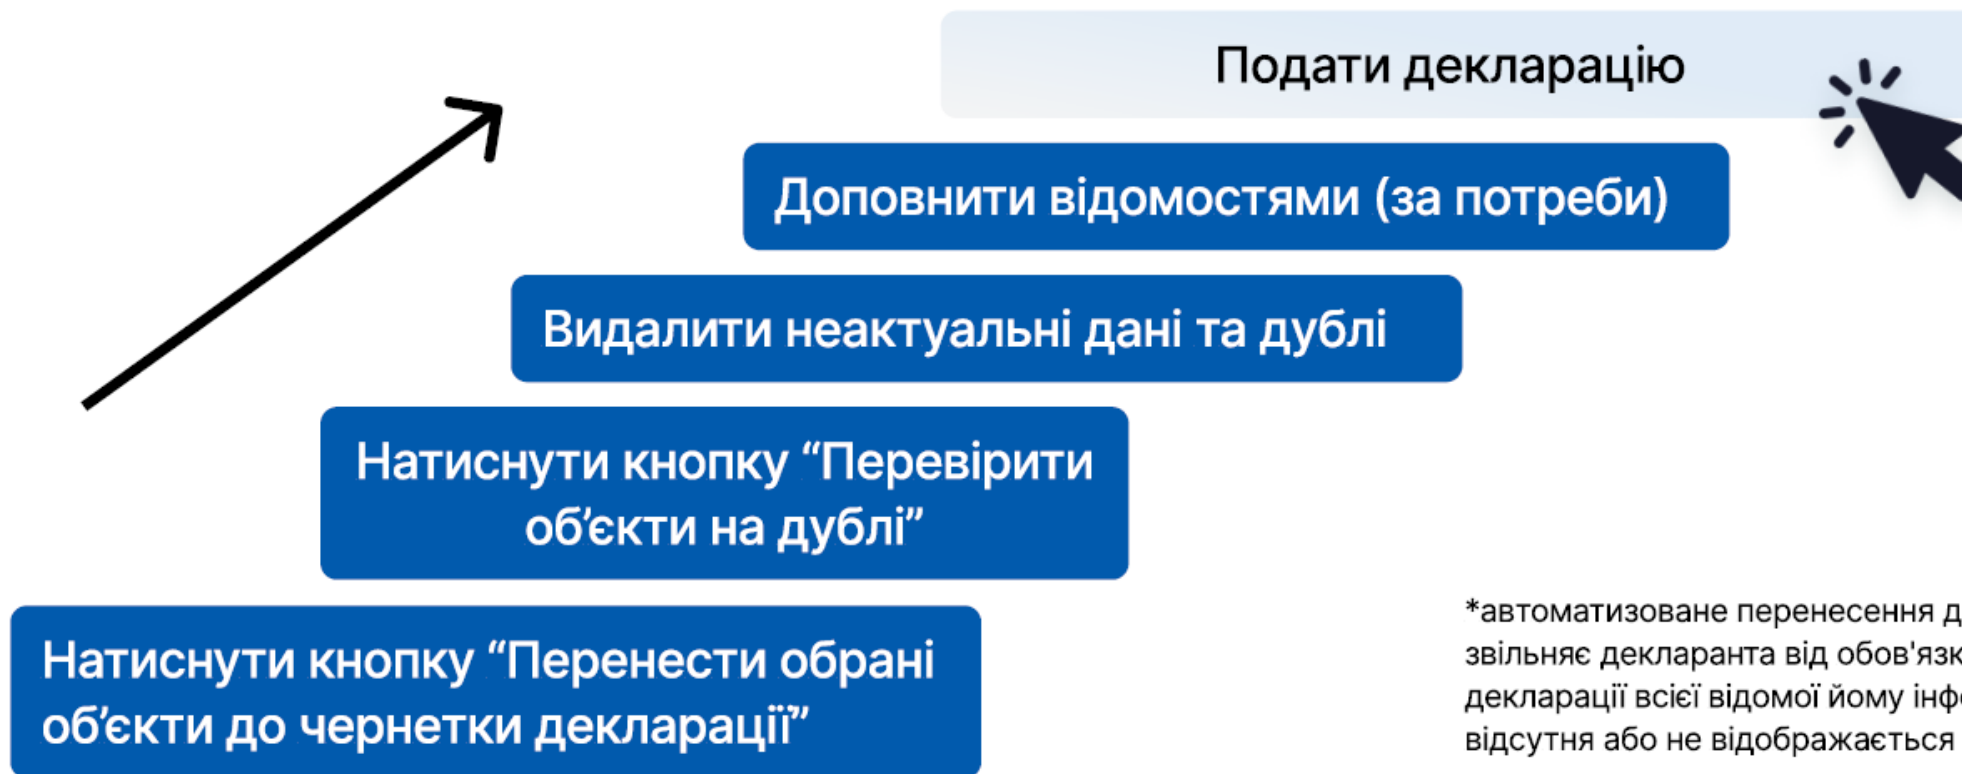 Подати декларацію
Доповнити відомостями (за потреби)
Видалити неактуальні дані та дублі
Натиснути кнопку “Перевірити
об’єкти на дублі”
Натиснути кнопку “Перенести обрані
об’єкти до чернетки декларації”
*автоматизоване перенесення
звільняє декларанта від
декларації всієї відомої йому
відсутня або не відображається